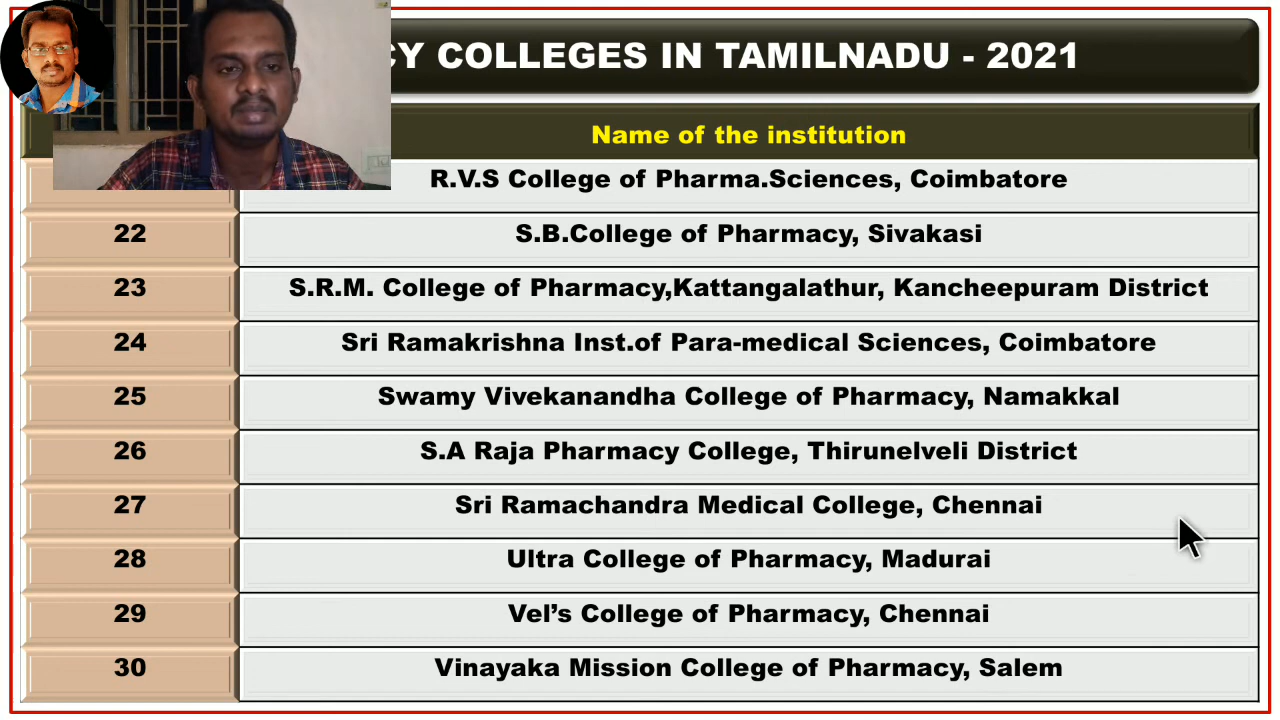 CY COLLEGES IN TAMILNADU - 2021
Name of the institution
R.V.S College of Pharma.Sciences, Coimbatore
22 S.B.College of Pharmacy, Sivakasi
23 S.R.M. College of Pharmacy,Kattangalathur, Kancheepuram District
24 Sri Ramakrishna Inst.of Para-medical Sciences, Coimbatore
25 Swamy Vivekanandha College of Pharmacy, Namakkal
26 S.A Raja Pharmacy College, Thirunelveli District
27 Sri Ramachandra Medical College, Chennai
28 Ultra College of Pharmacy, Madurai
29 Vel’s College of Pharmacy, Chennai
30 Vinayaka Mission College of Pharmacy, Salem